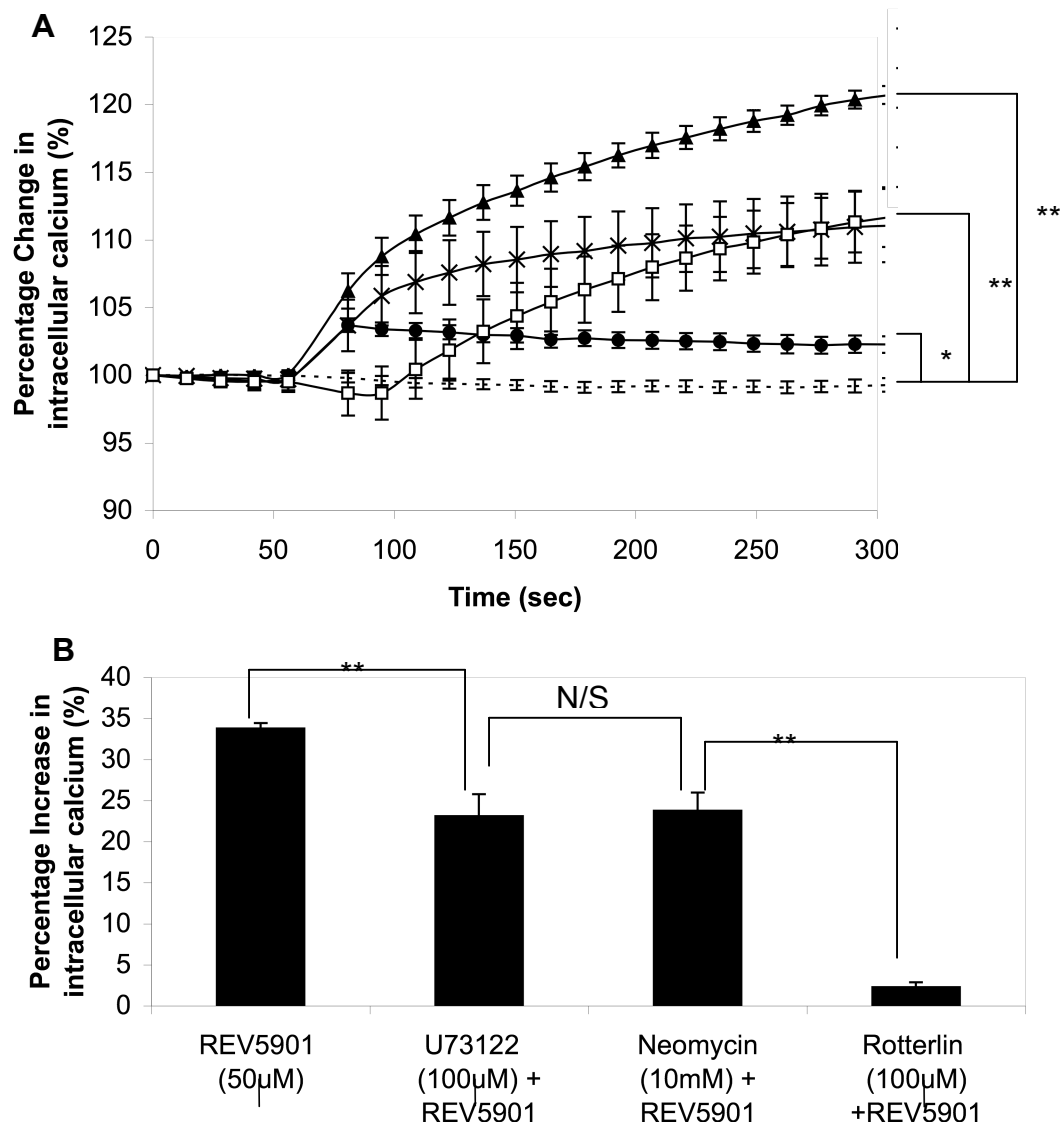 A
Percentage Change in
intracellular calcium (%)
125
120
115
110
105
100
95
90
0 50 100 150 200 250 300
Time (sec)
**
**
*
B
Percentage Increase in
intracellular calcium (%)
40
35
30
25
20
15
10
5
0
**
N/S
**
REV5901
(50µM)
U73122
(100µM) +
REV5901
Neomycin
(10mM) +
REV5901
Rotterlin
(100µM)
+REV5901